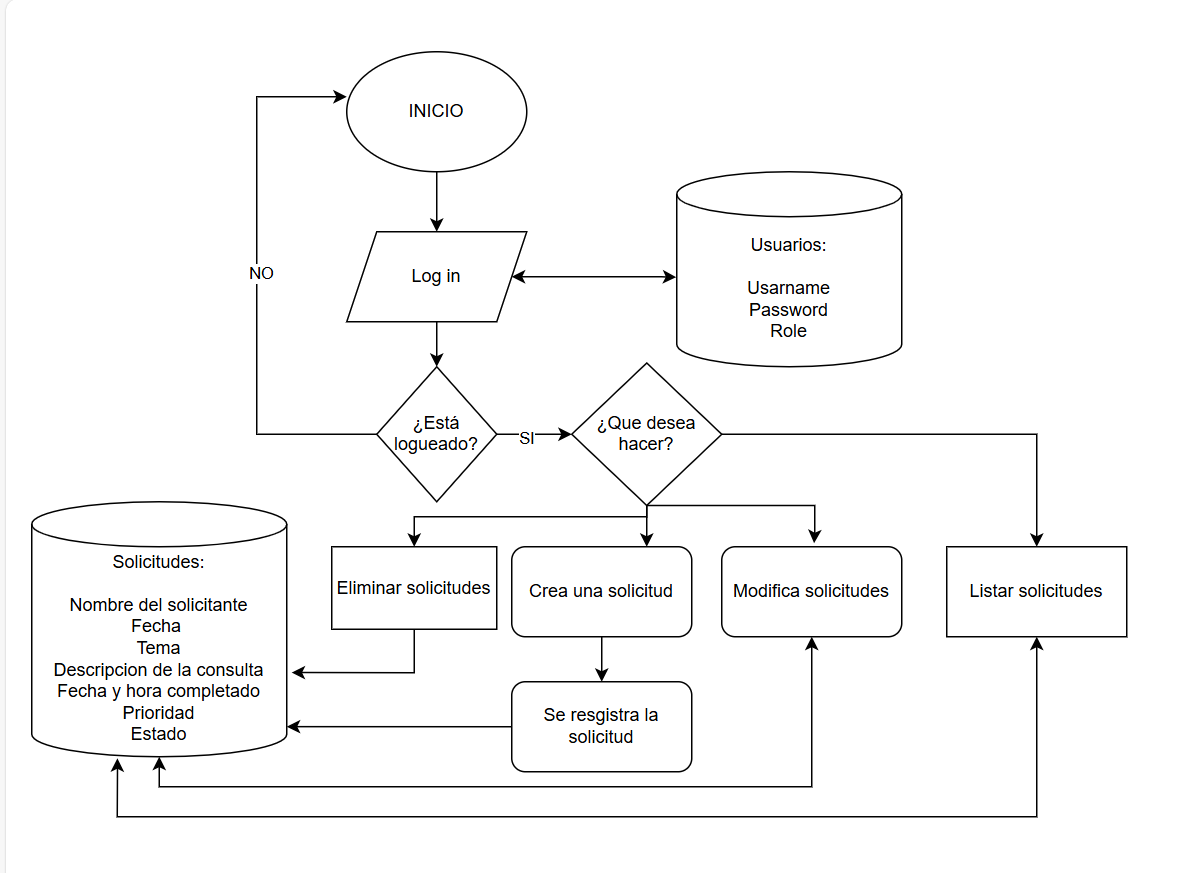 INICIO
Log in
Usuarios:
Usarname
Password
Role
NO
¿Está
logueado?
SI
¿Que desea
hacer?
Solicitudes:
Nombre del solicitante
Fecha
Tema
Descripcion de la consulta
Fecha y hora completado
Prioridad
Estado
Eliminar solicitudes
Crea una solicitud
Modifica solicitudes
Listar solicitudes
Se resgistra la
solicitud